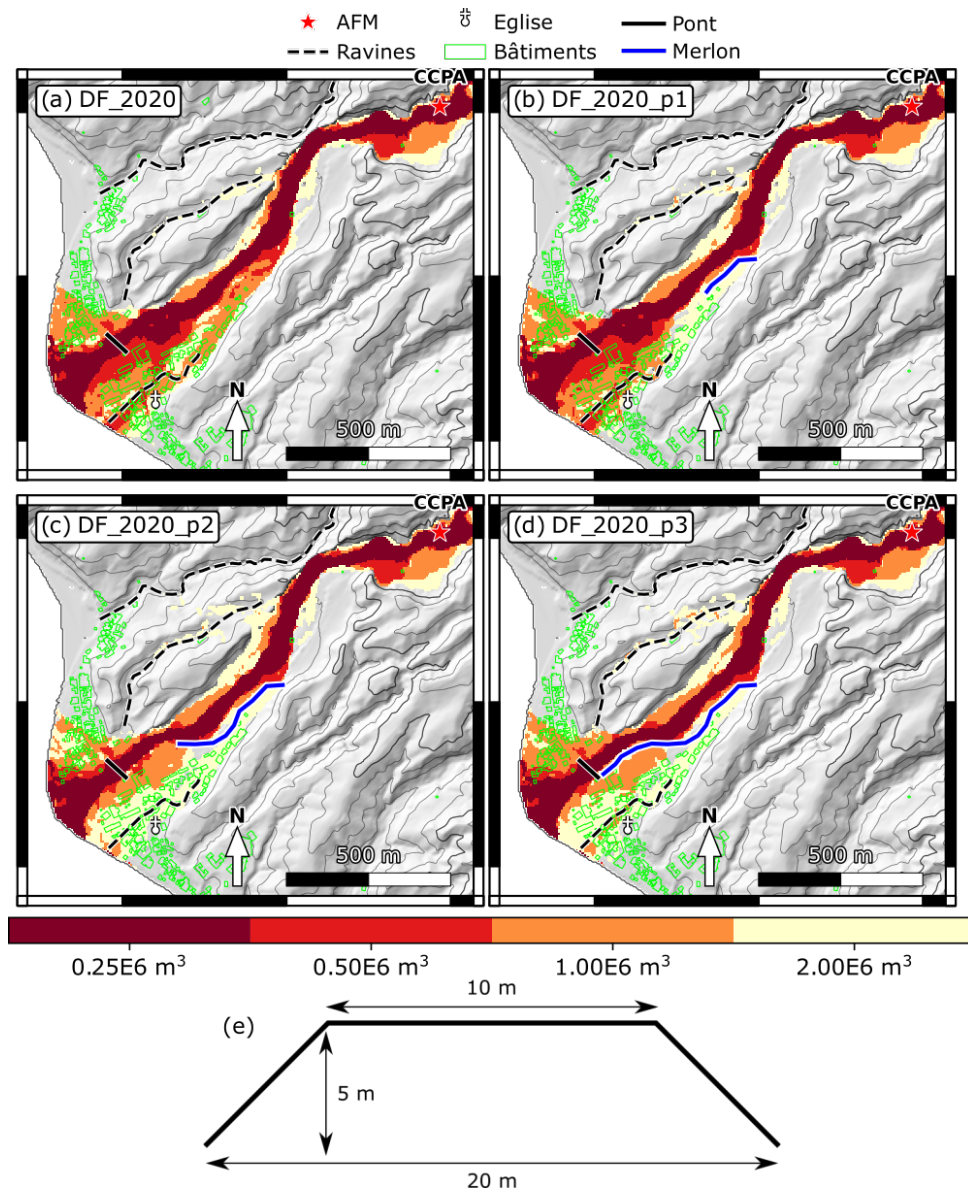 AFM Eglise Pont
Ravines Bâtiments Merlon
CCPA CCPA
(a) DF_2020 (b) DF_2020_p1
N N
500 m 500 m
CCPA CCPA
(c) DF_2020_p2 (d) DF_2020_p3
N N
500 m 500 m
0.25E6 m³ 0.50E6 m³ 1.00E6 m³ 2.00E6 m³
10 m
(e)
5 m
20 m